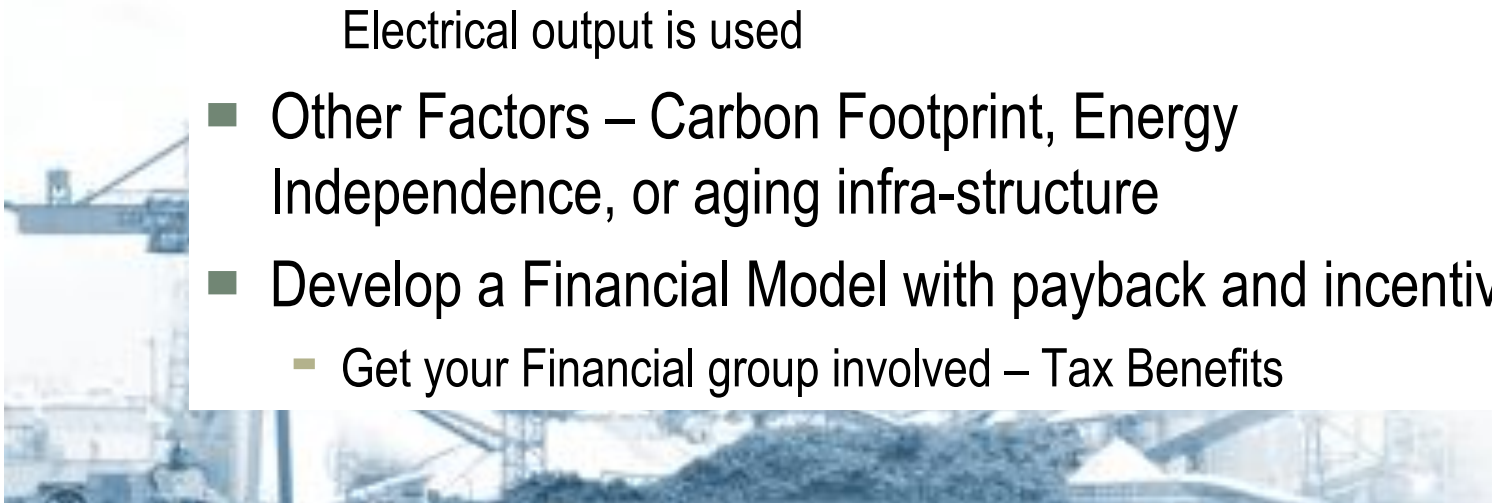 Electrical output is used
Other Factors – Carbon Footprint, Energy
Independence, or aging infra-structure
Develop a Financial Model with payback and
Get your Financial group involved – Tax Benefits